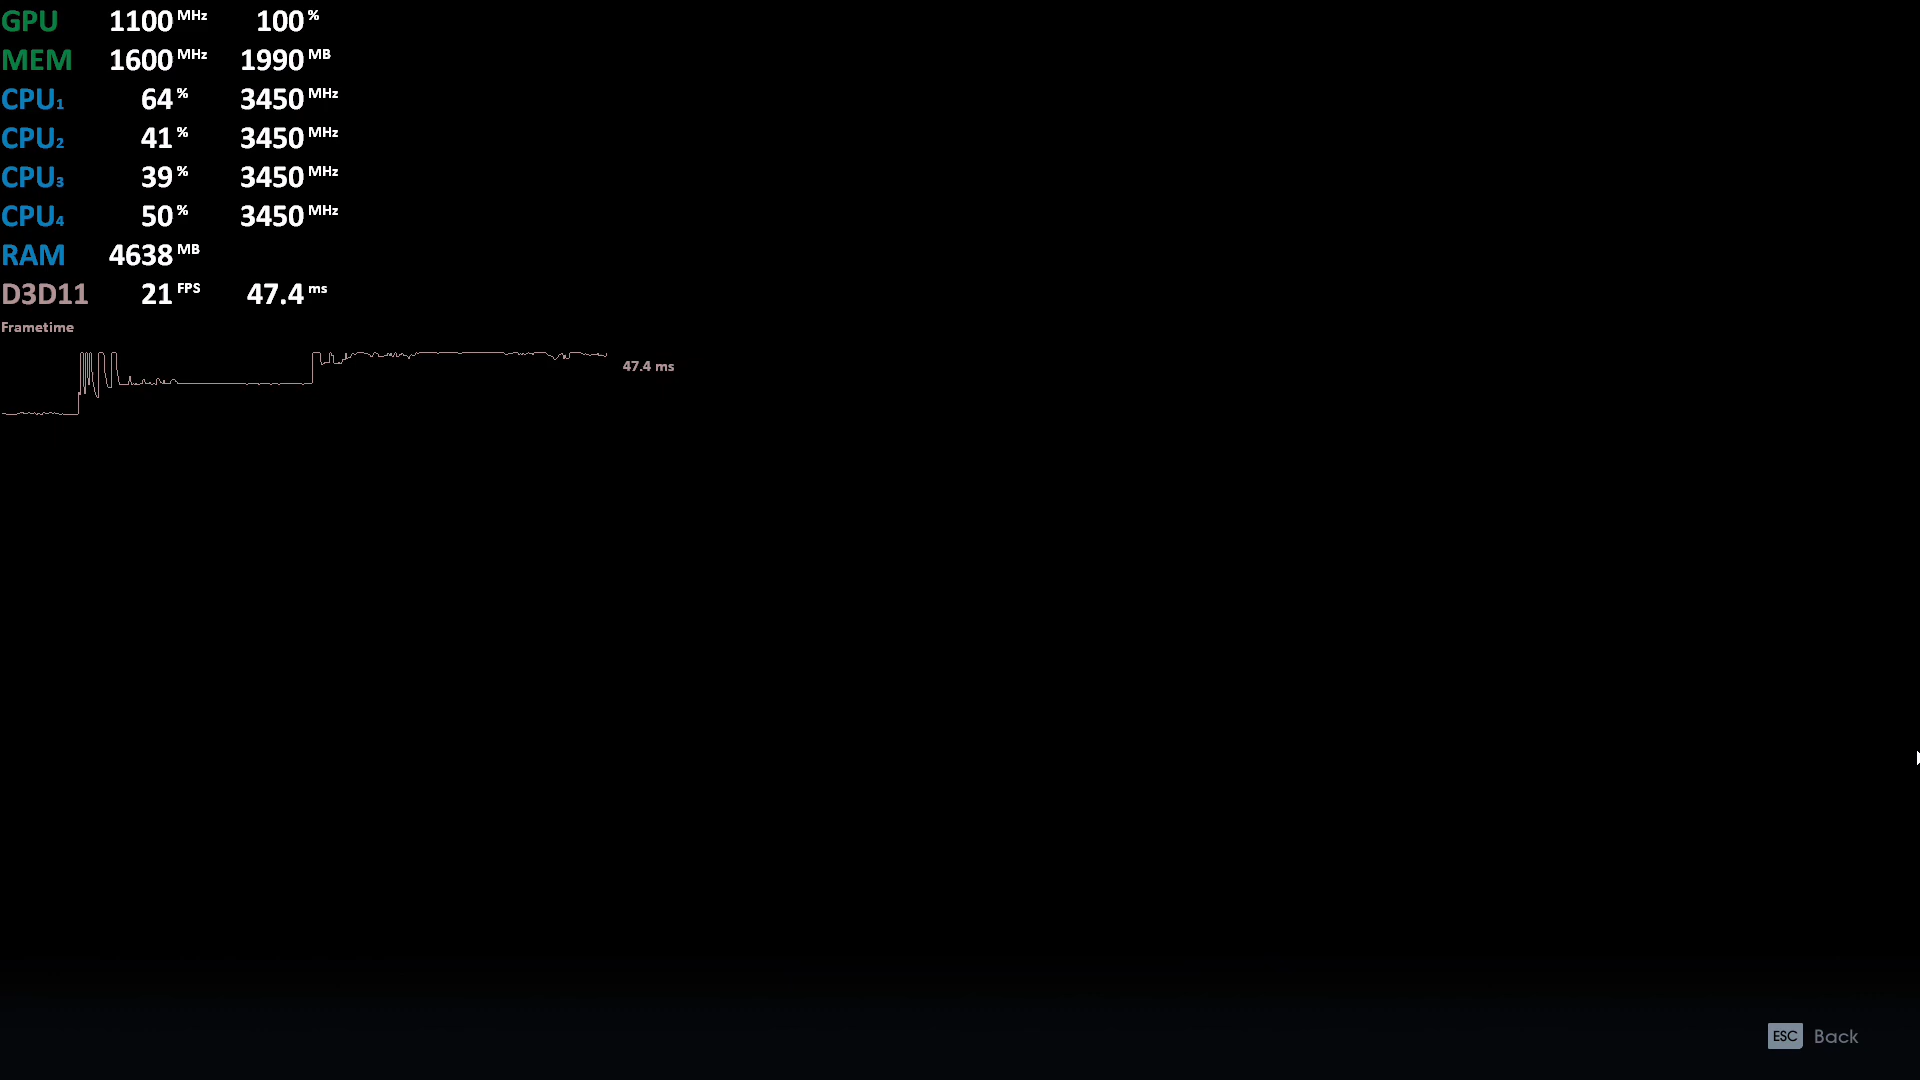 GPU 1100 MHz 100 %
MEM 1600 MHz 1990 MB
CPU1 64 % 3450 MHz
CPU2 41 % 3450 MHz
CPU3 39 % 3450 MHz
CPU4 50 % 3450 MHz
RAM 4638 MB
D3D11 21 FPS 47.4 ms
Frametime
47.4 ms
ESC Back